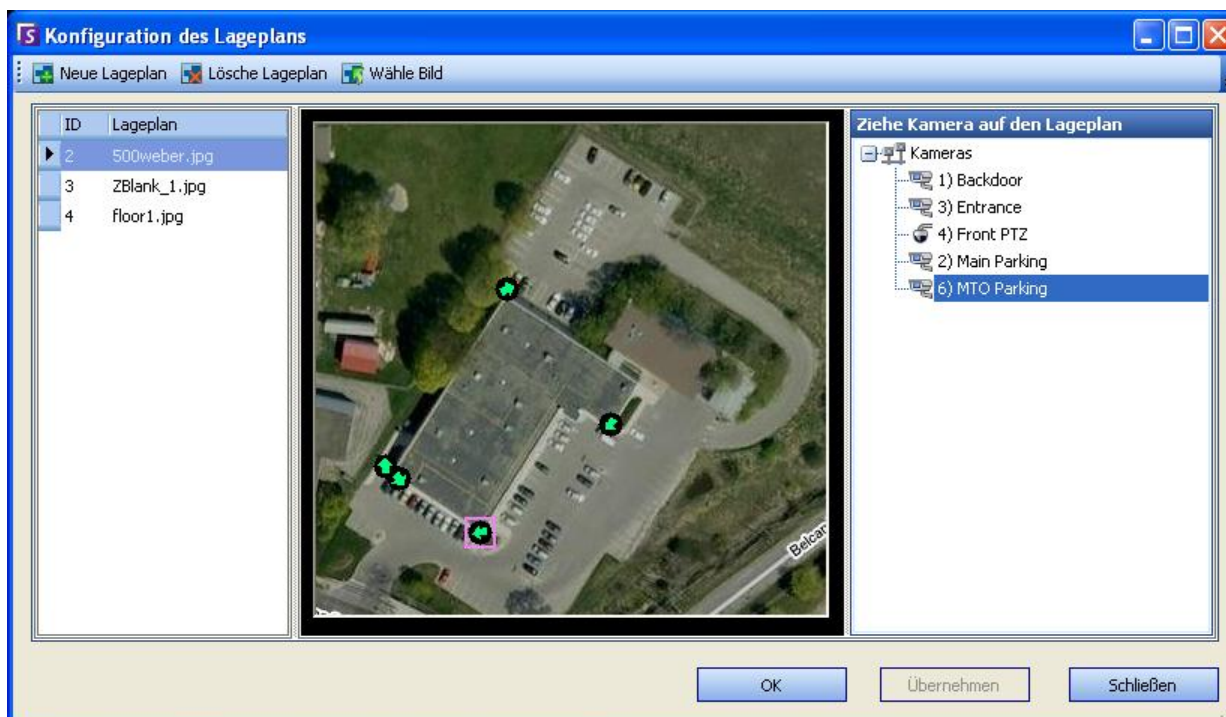 Konfiguration des Lageplans
Neue Lageplan Lösche Lageplan Wähle Bild
ID Lageplan
2 500weber.jpg
3 ZBlank_1.jpg
4 floor1.jpg
Belcan
Ziehe Kamera auf den Lageplan
Kameras
1) Backdoor
3) Entrance
4) Front PTZ
2) Main Parking
6) MTO Parking
OK Übernehmen Schließen